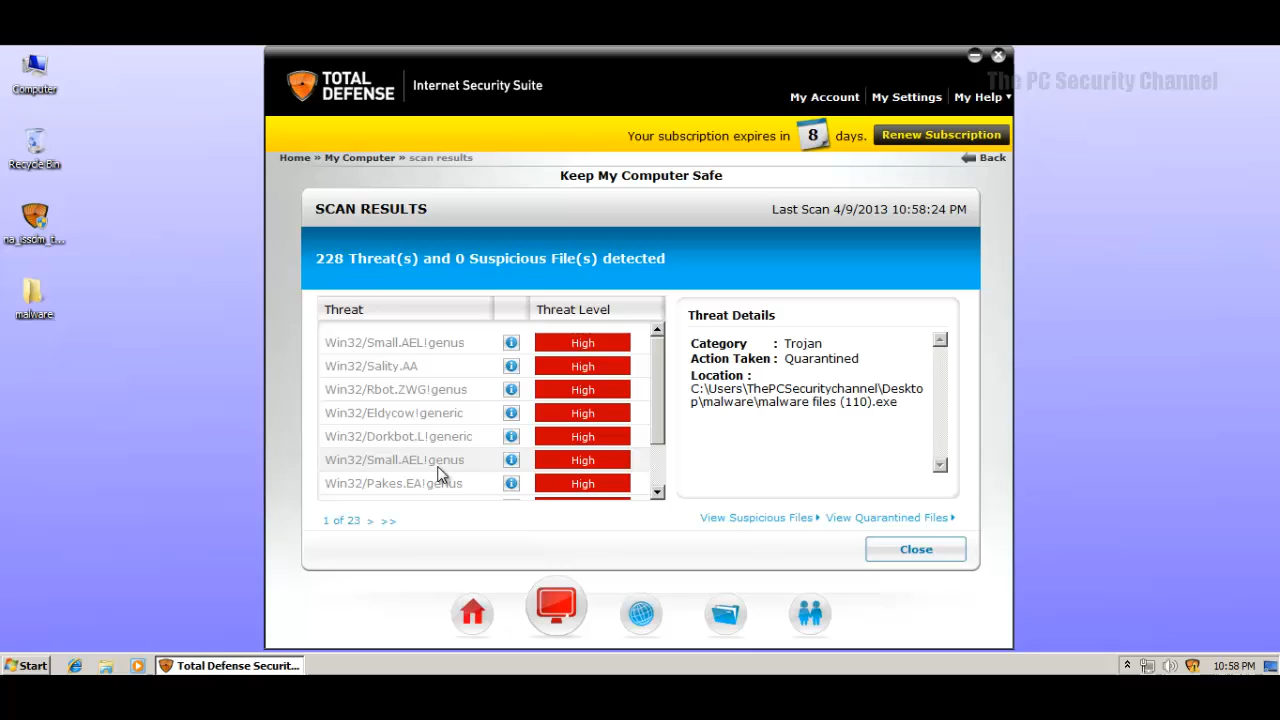 The PC Security Channel
Computer
Recycle Bin
malware
TOTAL DEFENSE
Internet Security Suite
My Account
My Settings
My Help
Your subscription expires in 8 days.
Renew Subscription
Home » My Computer » scan results
Back
Keep My Computer Safe
SCAN RESULTS
Last Scan 4/9/2013 10:58:24 PM
228 Threat(s) and 0 Suspicious File(s) detected
Threat
Threat Level
Win32/Small.AEL!genus High
Win32/Sality.AA High
Win32/Rbot.ZWG!genus High
Win32/Eldycow!generic High
Win32/Dorkbot.L!generic High
Win32/Small.AEL!genus High
Win32/Pakes.EA!genus High
1 of 23 > >>
Threat Details
Category : Trojan
Action Taken : Quarantined
Location :
C:\Users\ThePCSecuritychannel\Deskto
p\malware\malware files (110).exe
View Suspicious Files
View Quarantined Files
Close
Start
Total Defense Securit...
10:58 PM